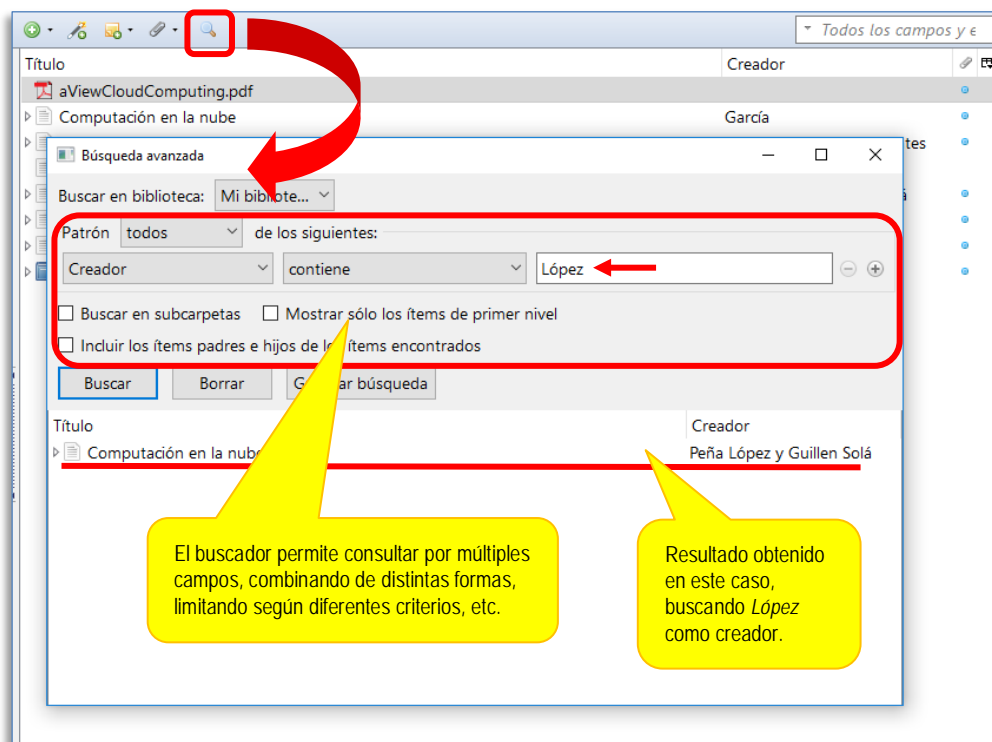 Todos los campos y e
Título Creador
aViewCloudComputing.pdf
Computación en la nube García
tes
Búsqueda avanzada
Buscar en biblioteca: Mi bibliote...
Patrón todos de los siguientes:
Creador contiene López
Buscar en subcarpetas Mostrar sólo los ítems de primer nivel
Incluir los ítems padres e hijos de los ítems encontrados
Buscar Borrar G ar búsqueda
Título Creador
Computación en la nube Peña López y Guillen Solá
El buscador permite consultar por múltiples
campos, combinando de distintas formas,
limitando según diferentes criterios, etc.
Resultado obtenido
en este caso,
buscando López
como creador.